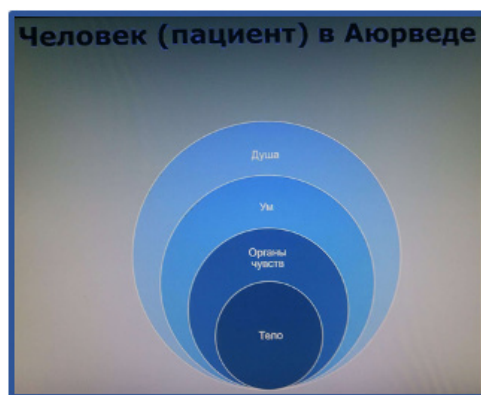 Человек (пациент) в Аюрведе
Душа
Ум
Органы
чувств
Тело